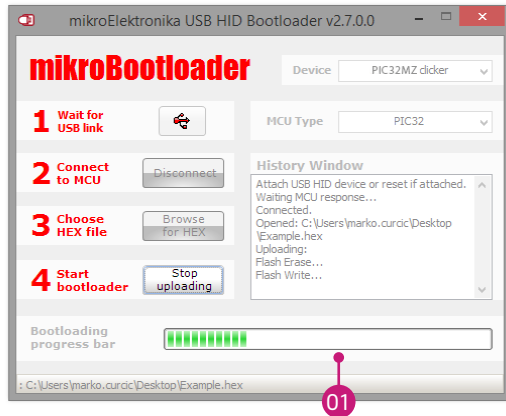 mikroElektronika USB HID Bootloader v2.7.0.0
mikroBootloader
Device PIC32MZ clicker
1 Wait for
USB link
MCU Type PIC32
2 Connect
to MCU
Disconnect
3 Choose
HEX file
Browse
for HEX
4 Start
bootloader
Stop
uploading
History Window
Attach USB HID device or reset if attached.
Waiting MCU response...
Connected.
Opened: C:\Users\marko.curcic\Desktop
\Example.hex
Uploading:
Flash Erase...
Flash Write...
Bootloading
progress bar
: C:\Users\marko.curcic\Desktop\Example.hex
01